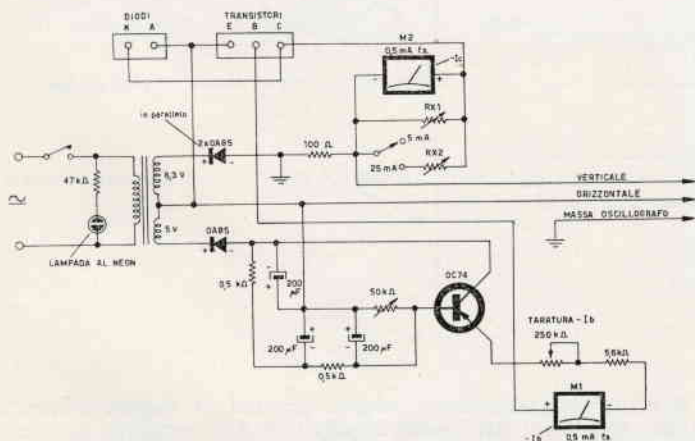 DIODI
K A
TRANSISTORI
E B C
M2
0,5 mA f.s.
-Ic
- +
in parallelo
2xOA85
+ -
100 Ω
RX1
5 mA
25 mA
RX2
47 kΩ
6,3 V
5 V
LAMPADA AL NEON
VERTICALE
ORIZZONTALE
MASSA OSCILLOGRAFO
OA85
+ -
0,5 kΩ
200 µF
- +
50 kΩ
OC74
200 µF
+ -
200 µF
+ -
0,5 kΩ
TARATURA -Ib
250 kΩ
5,6 kΩ
M1
+ -
-Ib
0,5 mA f.s.